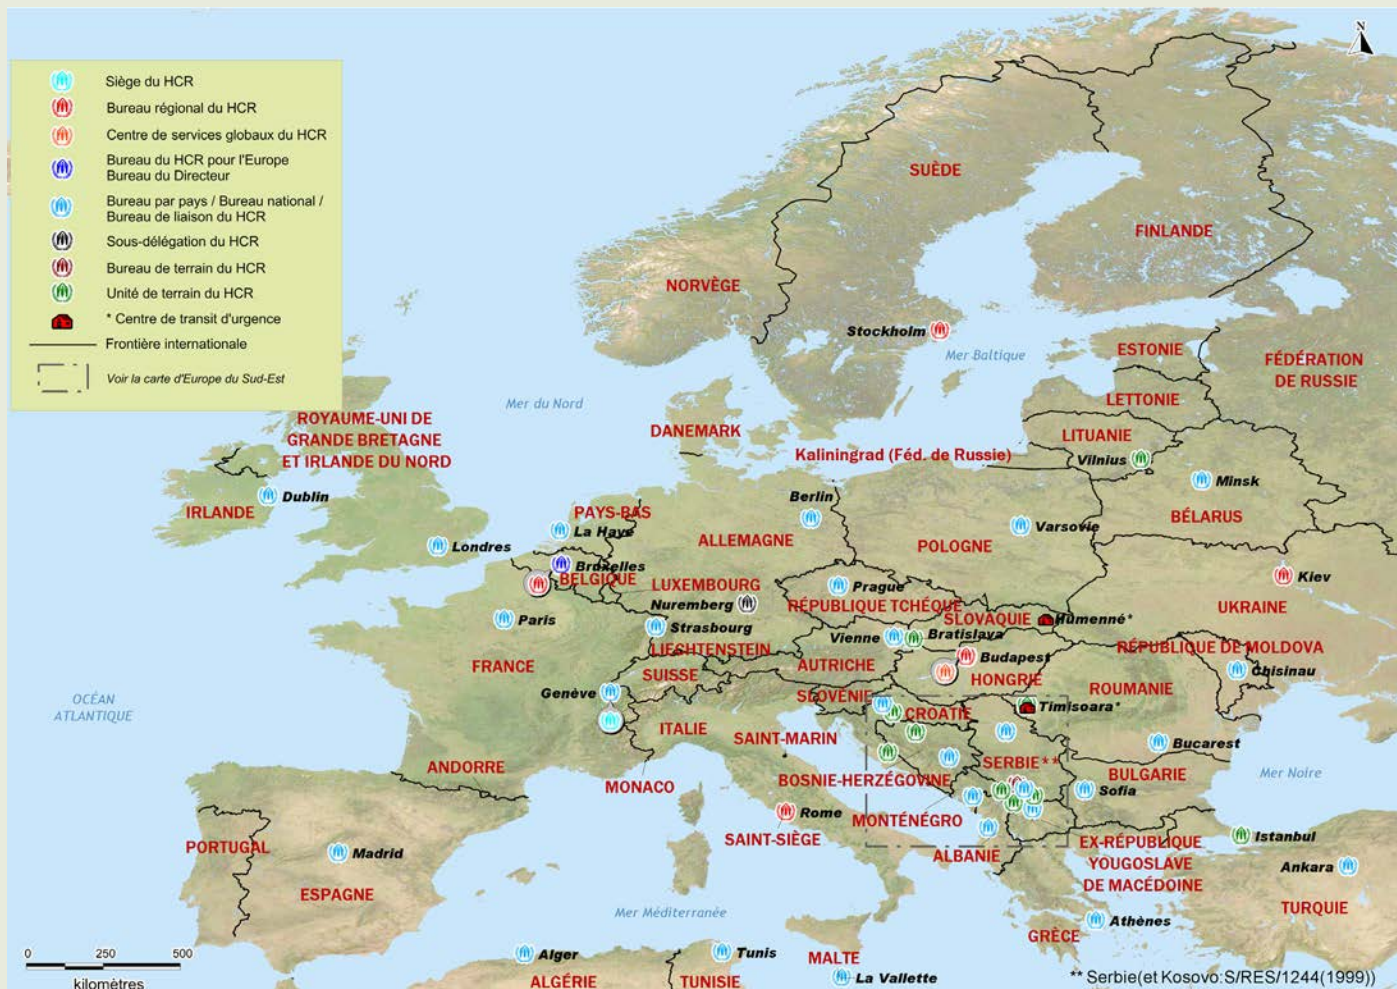 N
Siège du HCR
Bureau régional du HCR
Centre de services globaux du HCR
Bureau du HCR pour l'Europe
Bureau du Directeur
Bureau par pays / Bureau national /
Bureau de liaison du HCR
Sous-délégation du HCR
Bureau de terrain du HCR
Unité de terrain du HCR
* Centre de transit d'urgence
Frontière internationale
Voir la carte d'Europe du Sud-Est
SUÈDE
FINLANDE
NORVÈGE
Stockholm
Mer Baltique
ESTONIE
FÉDÉRATION
DE RUSSIE
LETTONIE
Mer du Nord
ROYAUME-UNI DE
GRANDE BRETAGNE
ET IRLANDE DU NORD
DANEMARK
LITUANIE
Kaliningrad (Féd. de Russie)
Vilnius
Minsk
Dublin
IRLANDE
Berlin
PAYS-BAS
La Haye
BÉLARUS
Varsovie
ALLEMAGNE
POLOGNE
Londres
Bruxelles
BELGIQUE
LUXEMBOURG
Prague
Kiev
Nuremberg
RÉPUBLIQUE TCHÈQUE
UKRAINE
Paris
Strasbourg
SLOVAQUIE
Humenné*
Vienne
Bratislava
LIECHTENSTEIN
RÉPUBLIQUE DE MOLDOVA
Budapest
FRANCE
SUISSE
AUTRICHE
HONGRIE
Chisinau
ROUMANIE
Genève
SLOVÉNIE
OCÉAN
ATLANTIQUE
CROATIE
Timisoara*
ITALIE
SAINT-MARIN
Bucarest
ANDORRE
SERBIE**
MONACO
BOSNIE-HERZÉGOVINE
BULGARIE
Mer Noire
Sofia
Rome
MONTÉNÉGRO
SAINT-SIÈGE
Istanbul
PORTUGAL
Madrid
ALBANIE
EX-RÉPUBLIQUE
YOUGOSLAVE
DE MACÉDOINE
Ankara
ESPAGNE
TURQUIE
Mer Méditerranée
Athènes
GRÈCE
0 250 500
kilomètres
Alger
Tunis
MALTE
ALGÉRIE
TUNISIE
La Vallette
** Serbie(et Kosovo:S/RES/1244(1999))